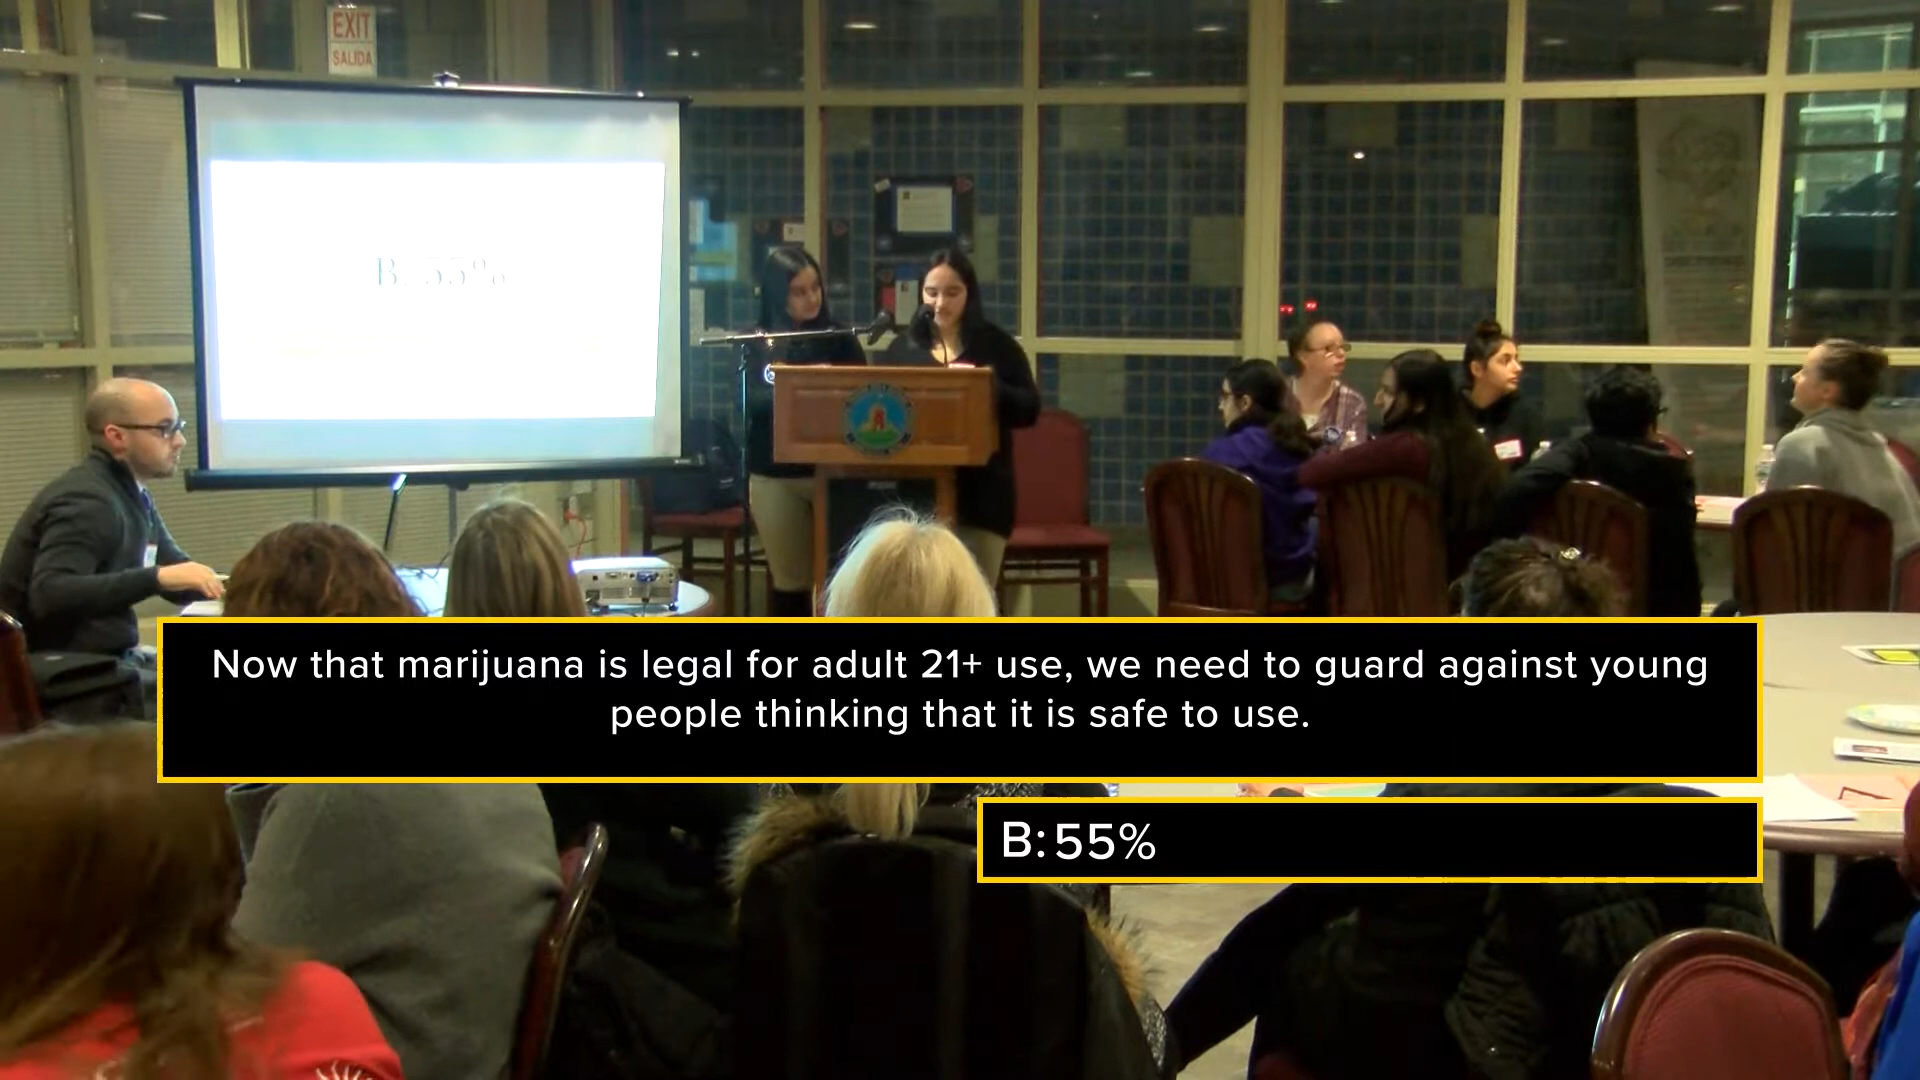 EXIT
SALIDA
B: 55%
Now that marijuana is legal for adult 21+ use, we need to guard against young
people thinking that it is safe to use.
B: 55%